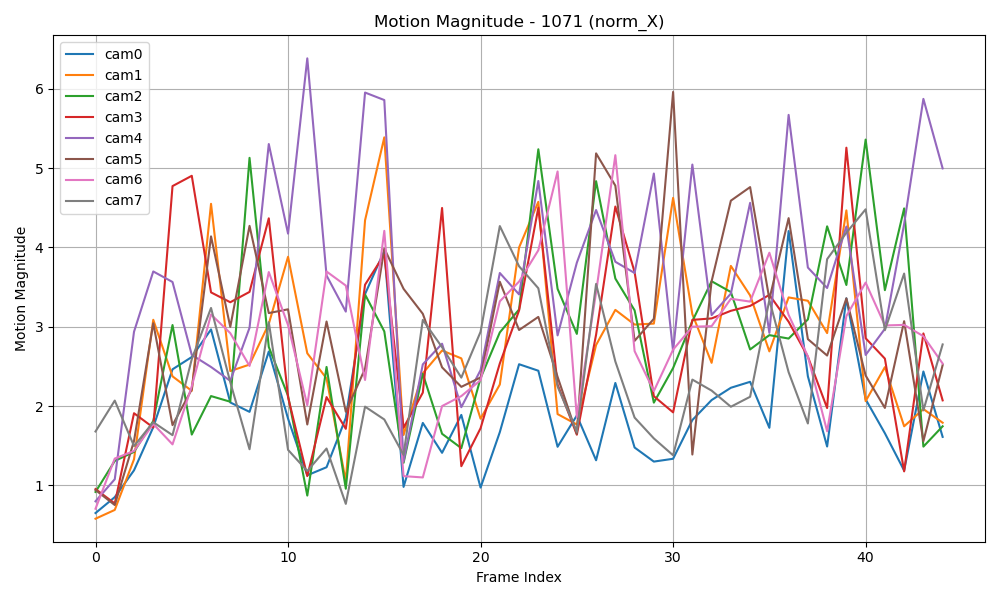 Motion Magnitude - 1071 (norm_X)
cam0
cam1
cam2
cam3
cam4
cam5
cam6
cam7
Motion Magnitude
6
5
4
3
2
1
0 10 20 30 40
Frame Index